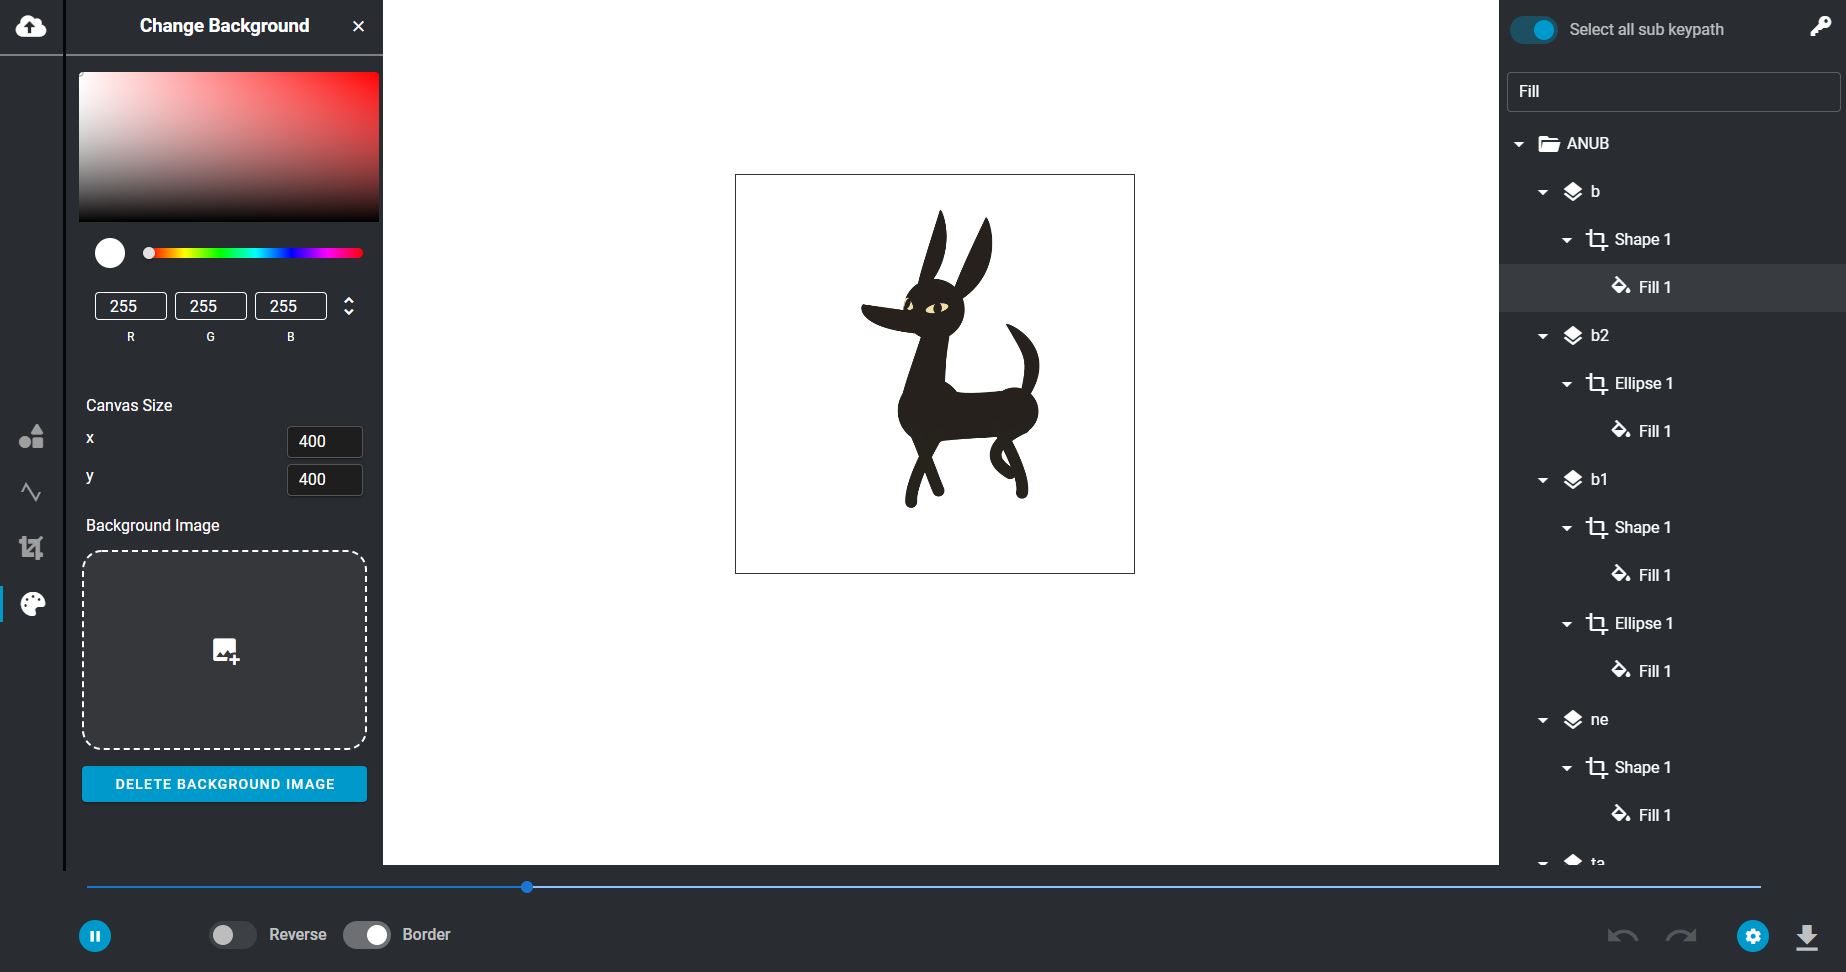 Change Background
255 255 255
R G B
Canvas Size
x 400
y 400
Background Image
DELETE BACKGROUND IMAGE
Select all sub keypath
Fill
ANUB
b
Shape 1
Fill 1
b2
Ellipse 1
Fill 1
b1
Shape 1
Fill 1
Ellipse 1
Fill 1
ne
Shape 1
Fill 1
ta
Reverse Border